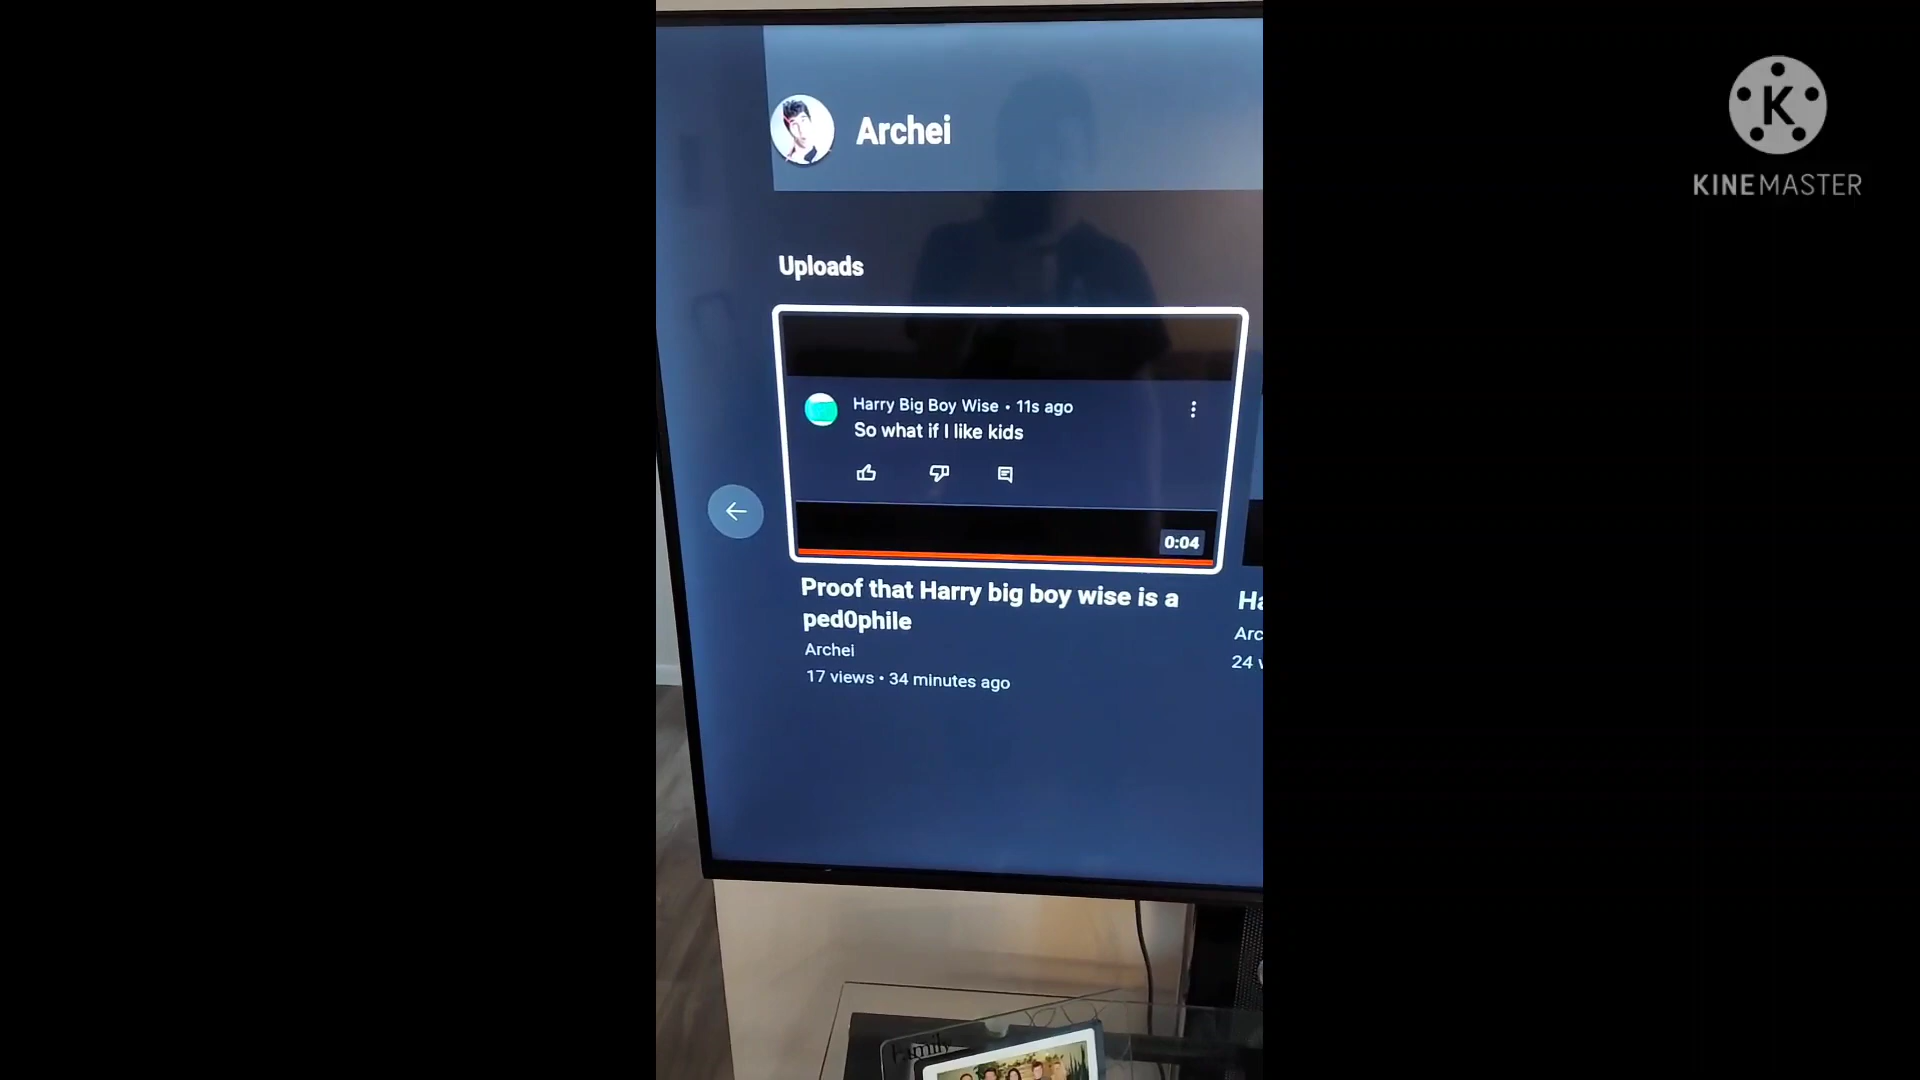 Archei
Uploads
Harry Big Boy Wise • 11s ago
So what if I like kids
0:04
Proof that Harry big boy wise is a
ped0phile
Archei
17 views • 34 minutes ago
Ha
Arc
24 v
Family
K
KINEMASTER